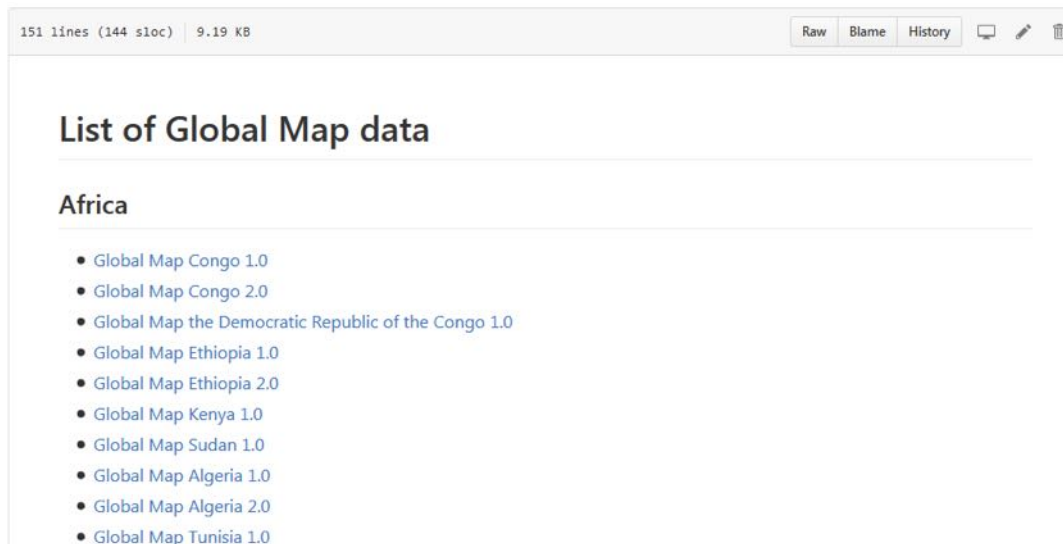 151 lines (144 sloc) 9.19 KB Raw Blame History
List of Global Map data
Africa
Global Map Congo 1.0
Global Map Congo 2.0
Global Map the Democratic Republic of the Congo 1.0
Global Map Ethiopia 1.0
Global Map Ethiopia 2.0
Global Map Kenya 1.0
Global Map Sudan 1.0
Global Map Algeria 1.0
Global Map Algeria 2.0
Global Map Tunisia 1.0